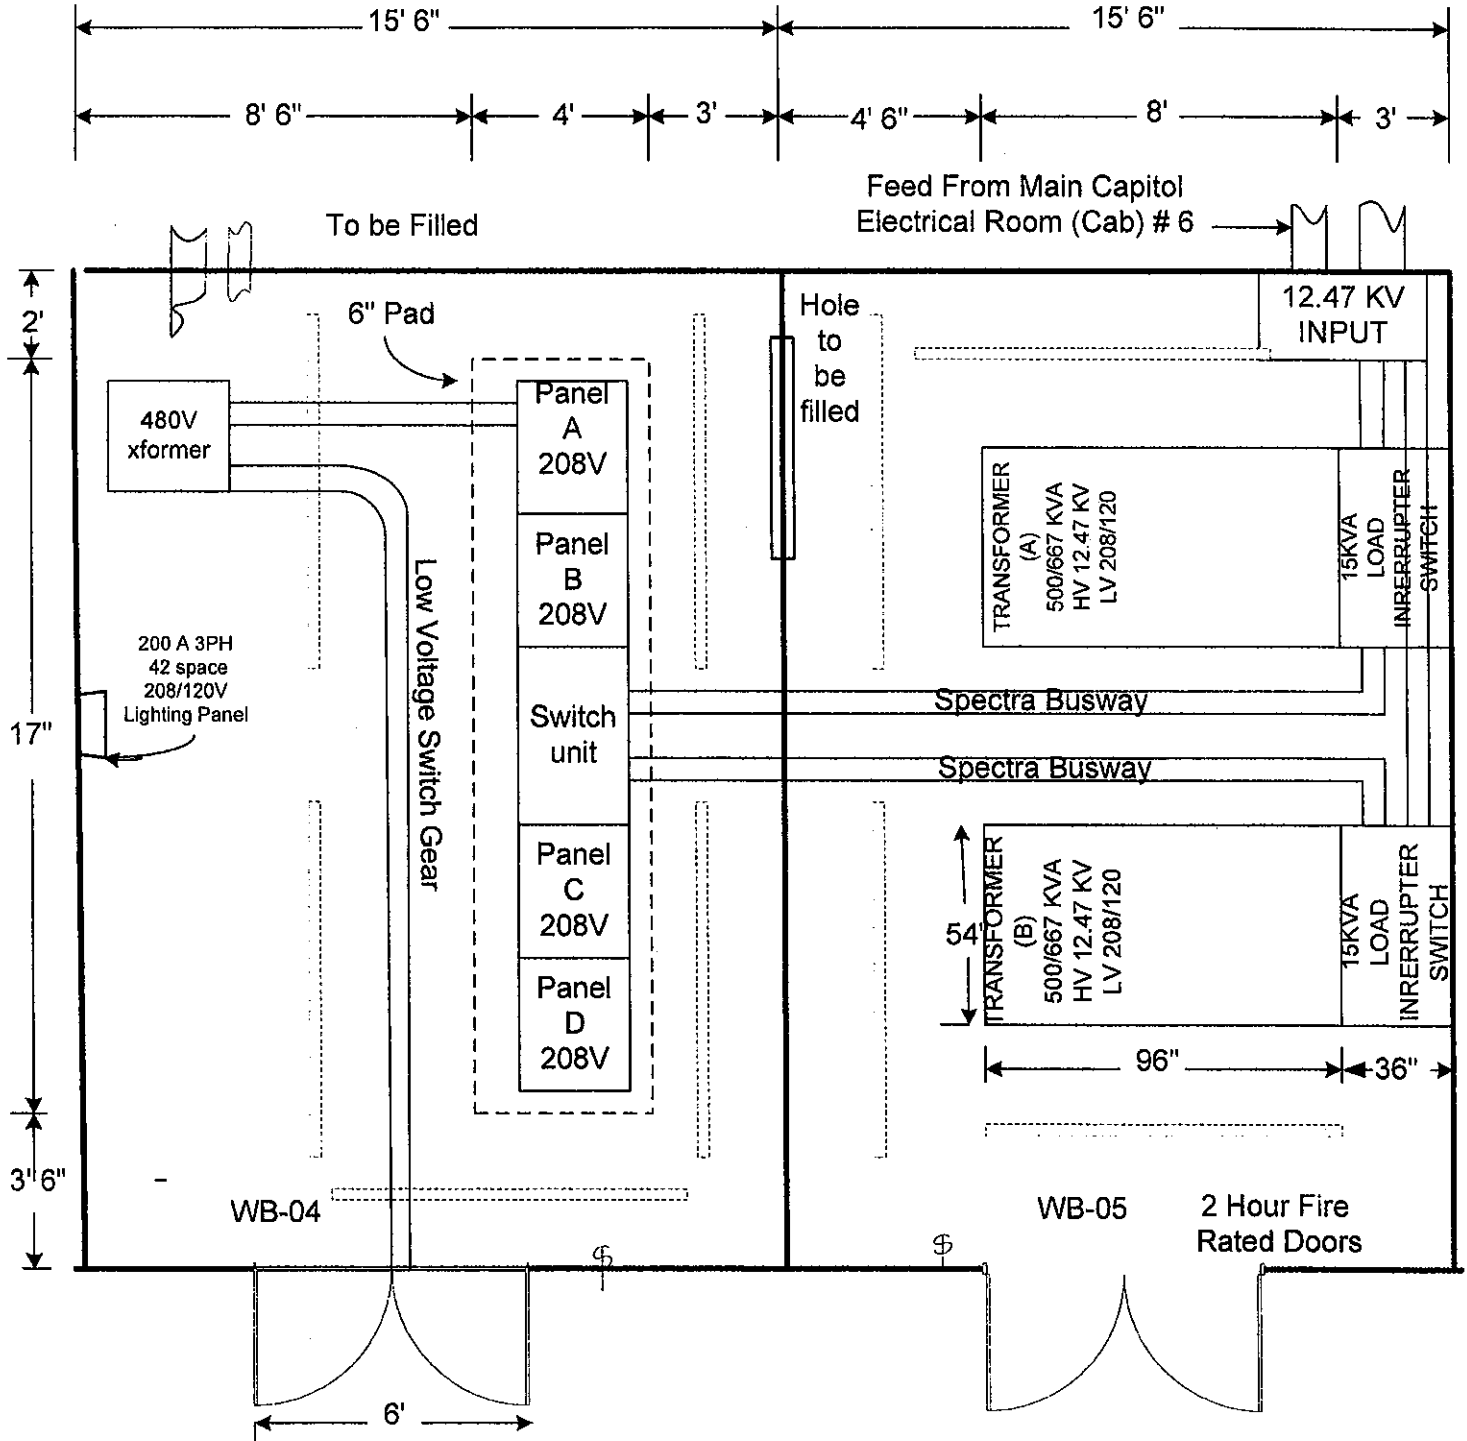 15' 6"
15' 6"
8' 6"
4'
3'
4' 6"
8'
3'
Feed From Main Capitol
Electrical Room (Cab) # 6
To be Filled
2'
6" Pad
Hole
to
be
filled
12.47 KV
INPUT
480V
xformer
Panel
A
208V
Panel
B
208V
Switch
unit
Panel
C
208V
Panel
D
208V
Low Voltage Switch Gear
200 A 3PH
42 space
208/120V
Lighting Panel
17"
TRANSFORMER
(A)
500/667 KVA
HV 12.47 KV
LV 208/120
15KVA
LOAD
INRERRUPTER
SWITCH
Spectra Busway
Spectra Busway
54'
TRANSFORMER
(B)
500/667 KVA
HV 12.47 KV
LV 208/120
15KVA
LOAD
INRERRUPTER
SWITCH
96"
36"
3' 6"
WB-04
WB-05
2 Hour Fire
Rated Doors
$
$
6'